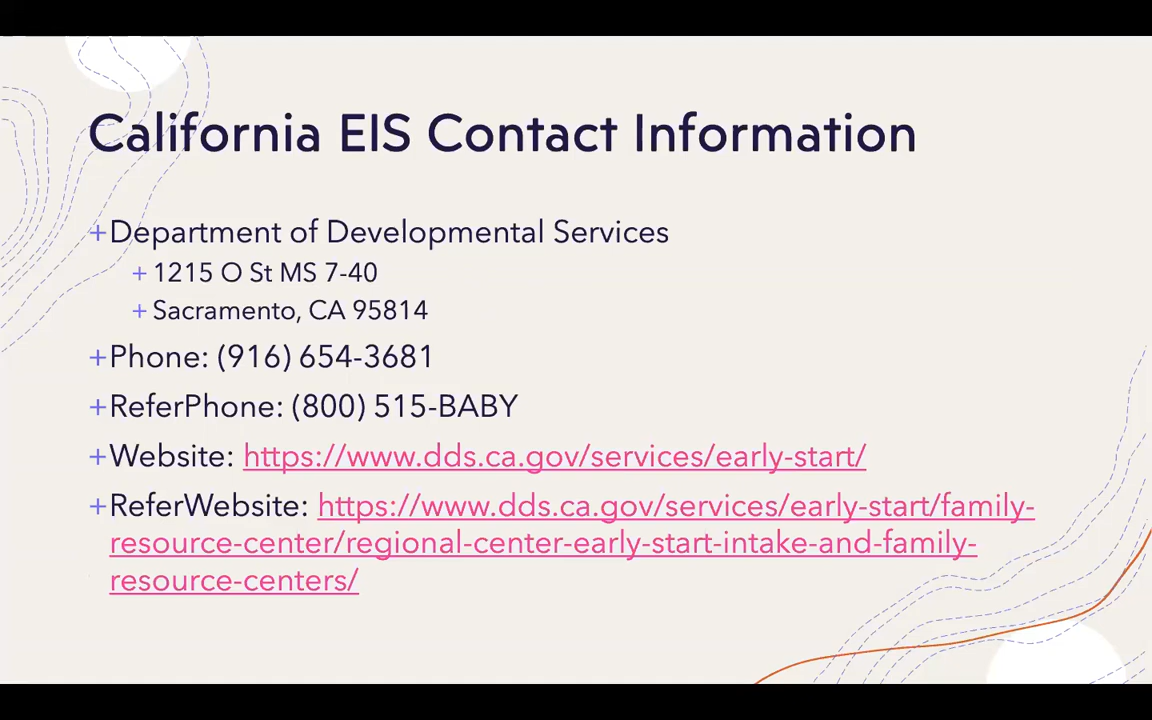 California EIS Contact Information
+Department of Developmental Services
+1215 O St MS 7-40
+Sacramento, CA 95814
+Phone: (916) 654-3681
+ReferPhone: (800) 515-BABY
+Website: https://www.dds.ca.gov/services/early-start/
+ReferWebsite: https://www.dds.ca.gov/services/early-start/family-
resource-center/regional-center-early-start-intake-and-family-
resource-centers/